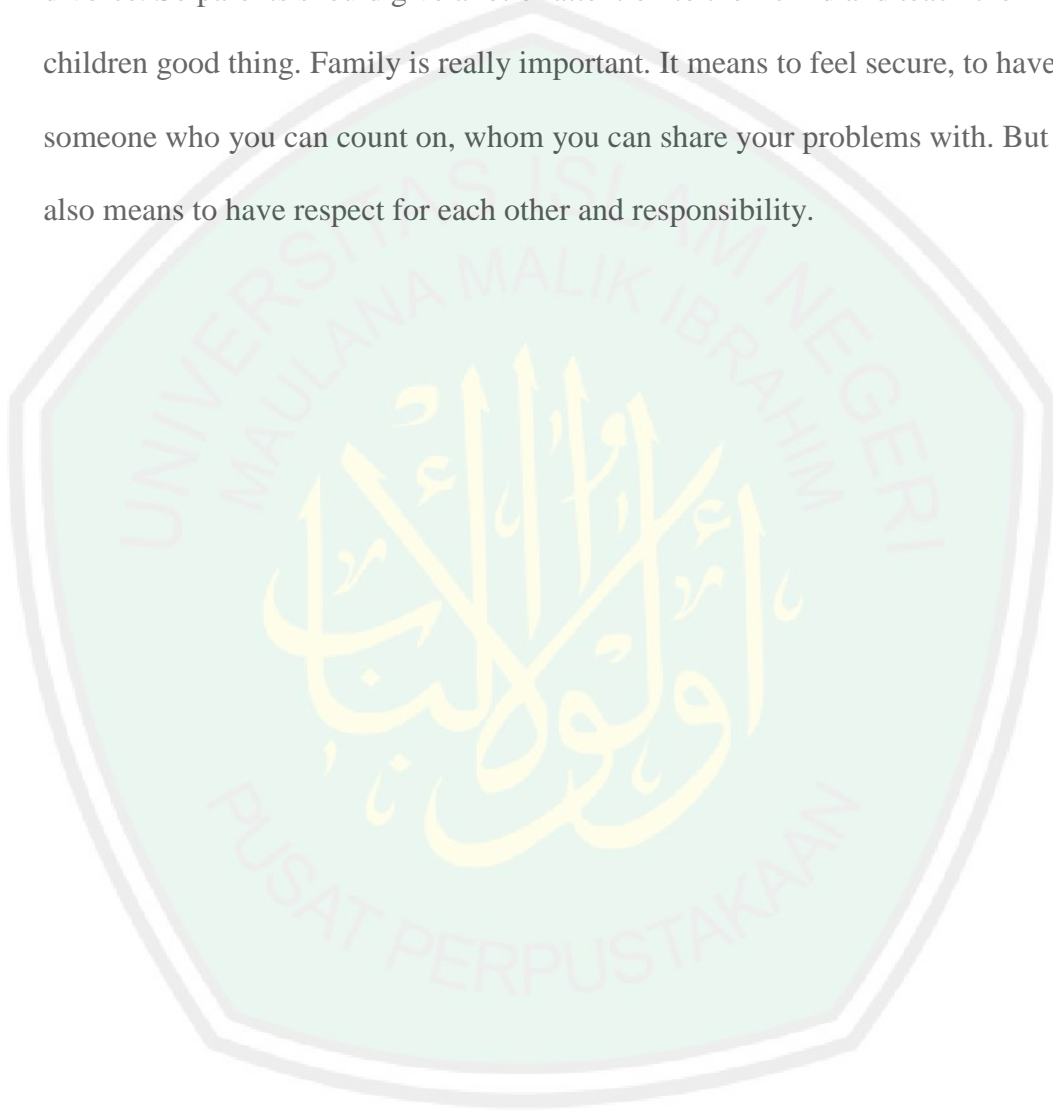 children good thing. Family is really important. It means to feel secure, to have
someone who you can count on, whom you can share your problems with. But
also means to have respect for each other and responsibility.
UNIVERSITAS ISLAM NEGERI
MAULANA MALIK IBRAHIM
أولوا الألباب
PUSAT PERPUSTAKAAN